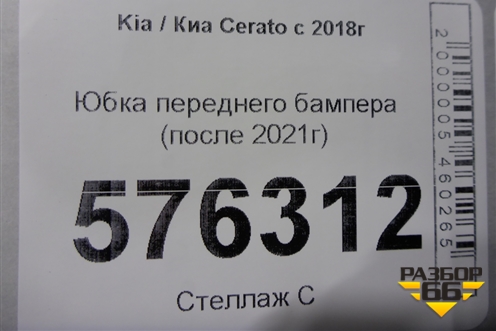 Kia / Киа Cerato с 2018г
Юбка переднего бампера
(после 2021г)
576312
Стеллаж С
2000005460265
РАЗБОР
66